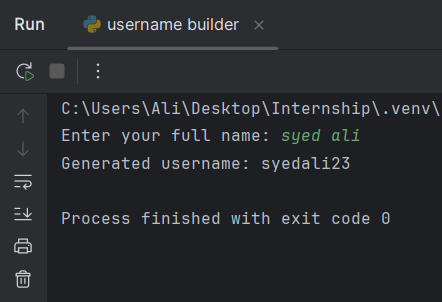 Run username builder
C:\Users\Ali\Desktop\Internship\.venv\
Enter your full name: syed ali
Generated username: syedali23
Process finished with exit code 0